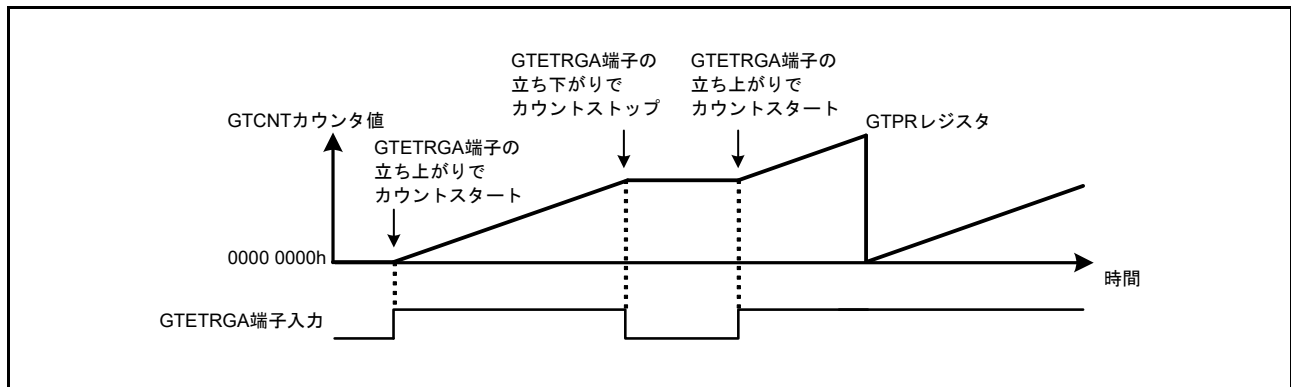 GTETRGA端子の
立ち下がりで
カウントストップ
GTETRGA端子の
立ち上がりで
カウントスタート
GTCNTカウンタ値
GTPRレジスタ
GTETRGA端子の
立ち上がりで
カウントスタート
0000 0000h
時間
GTETRGA端子入力